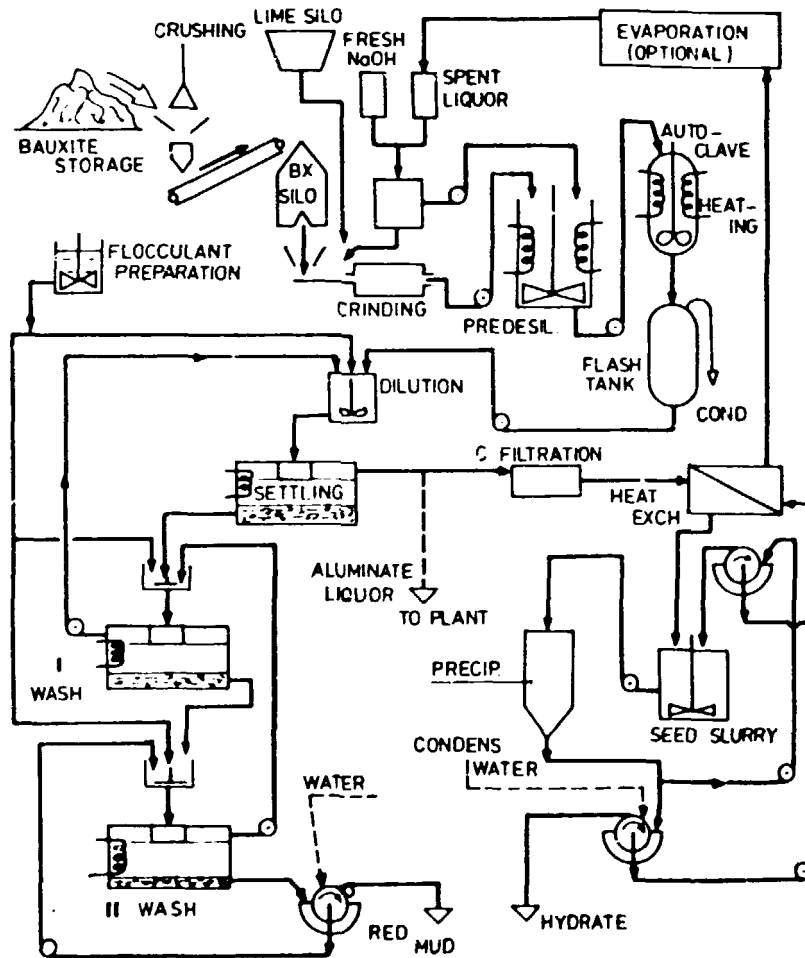 LIME SILO
CRUSHING
FRESH
NaOH
EVAPORATION
(OPTIONAL)
SPENT
LIQUOR
BAUXITE
STORAGE
BX
SILO
AUTO-
CLAVE
HEAT-
ING
FLOCCULANT
PREPARATION
CRINDING
PREDESIL.
FLASH
TANK
COND
DILUTION
C FILTRATION
SETTLING
HEAT
EXCH
ALUMINATE
LIQUOR
TO PLANT
I
WASH
PRECIP.
SEED SLURRY
CONDENS
WATER
WATER
II WASH
RED
MUD
HYDRATE